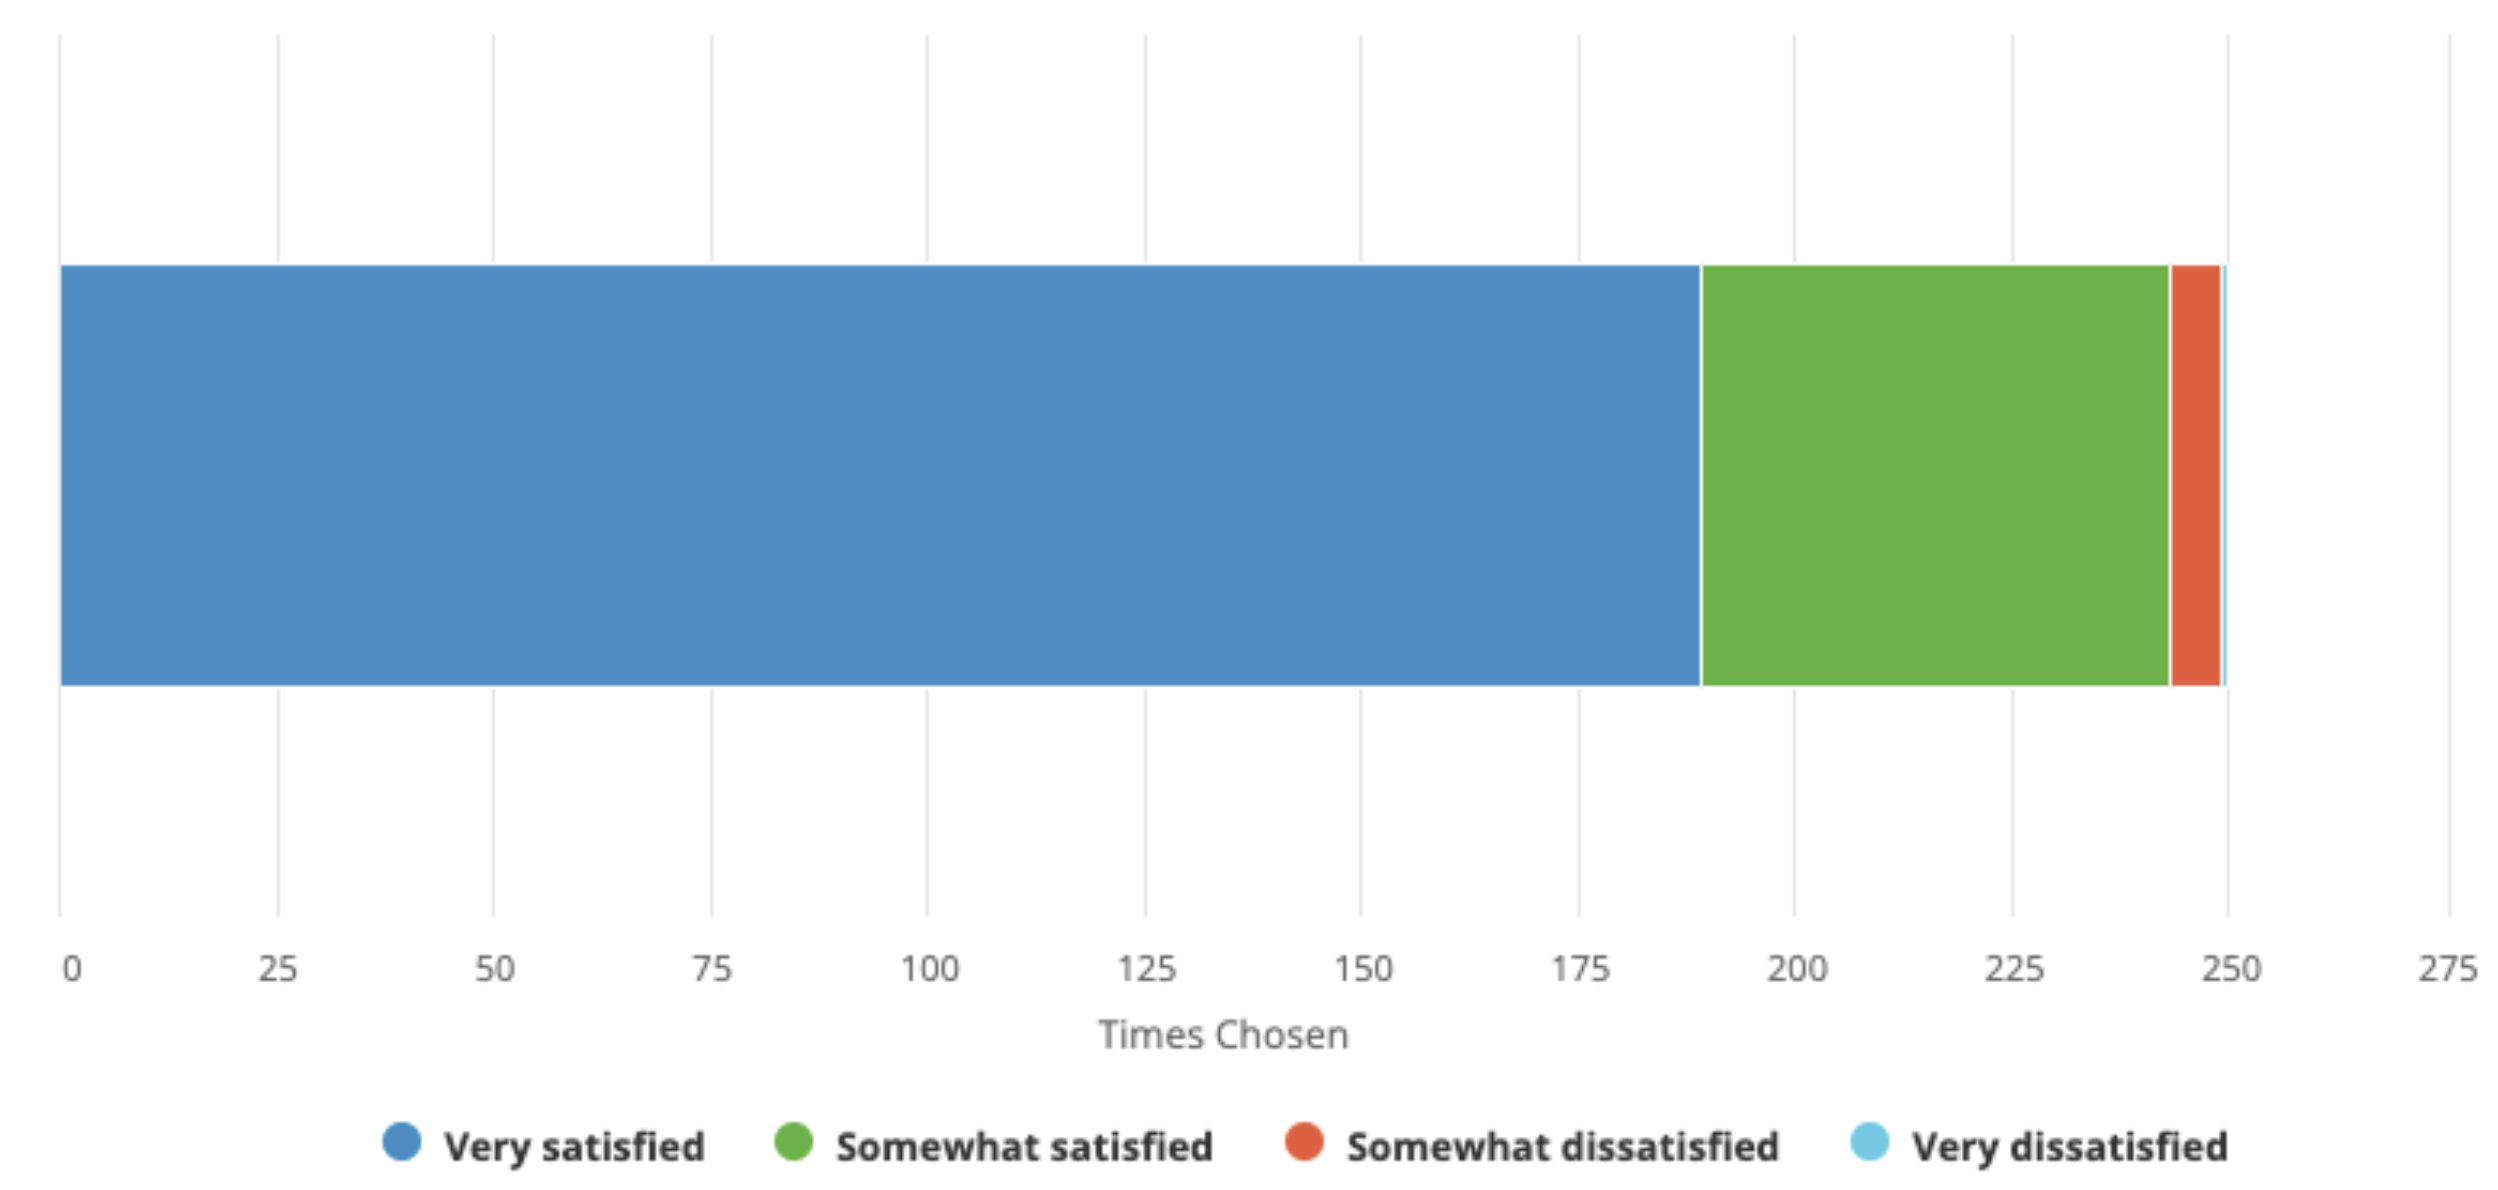 0 25 50 75 100 125 150 175 200 225 250 275
Times Chosen
Very satisfied Somewhat satisfied Somewhat dissatisfied Very dissatisfied